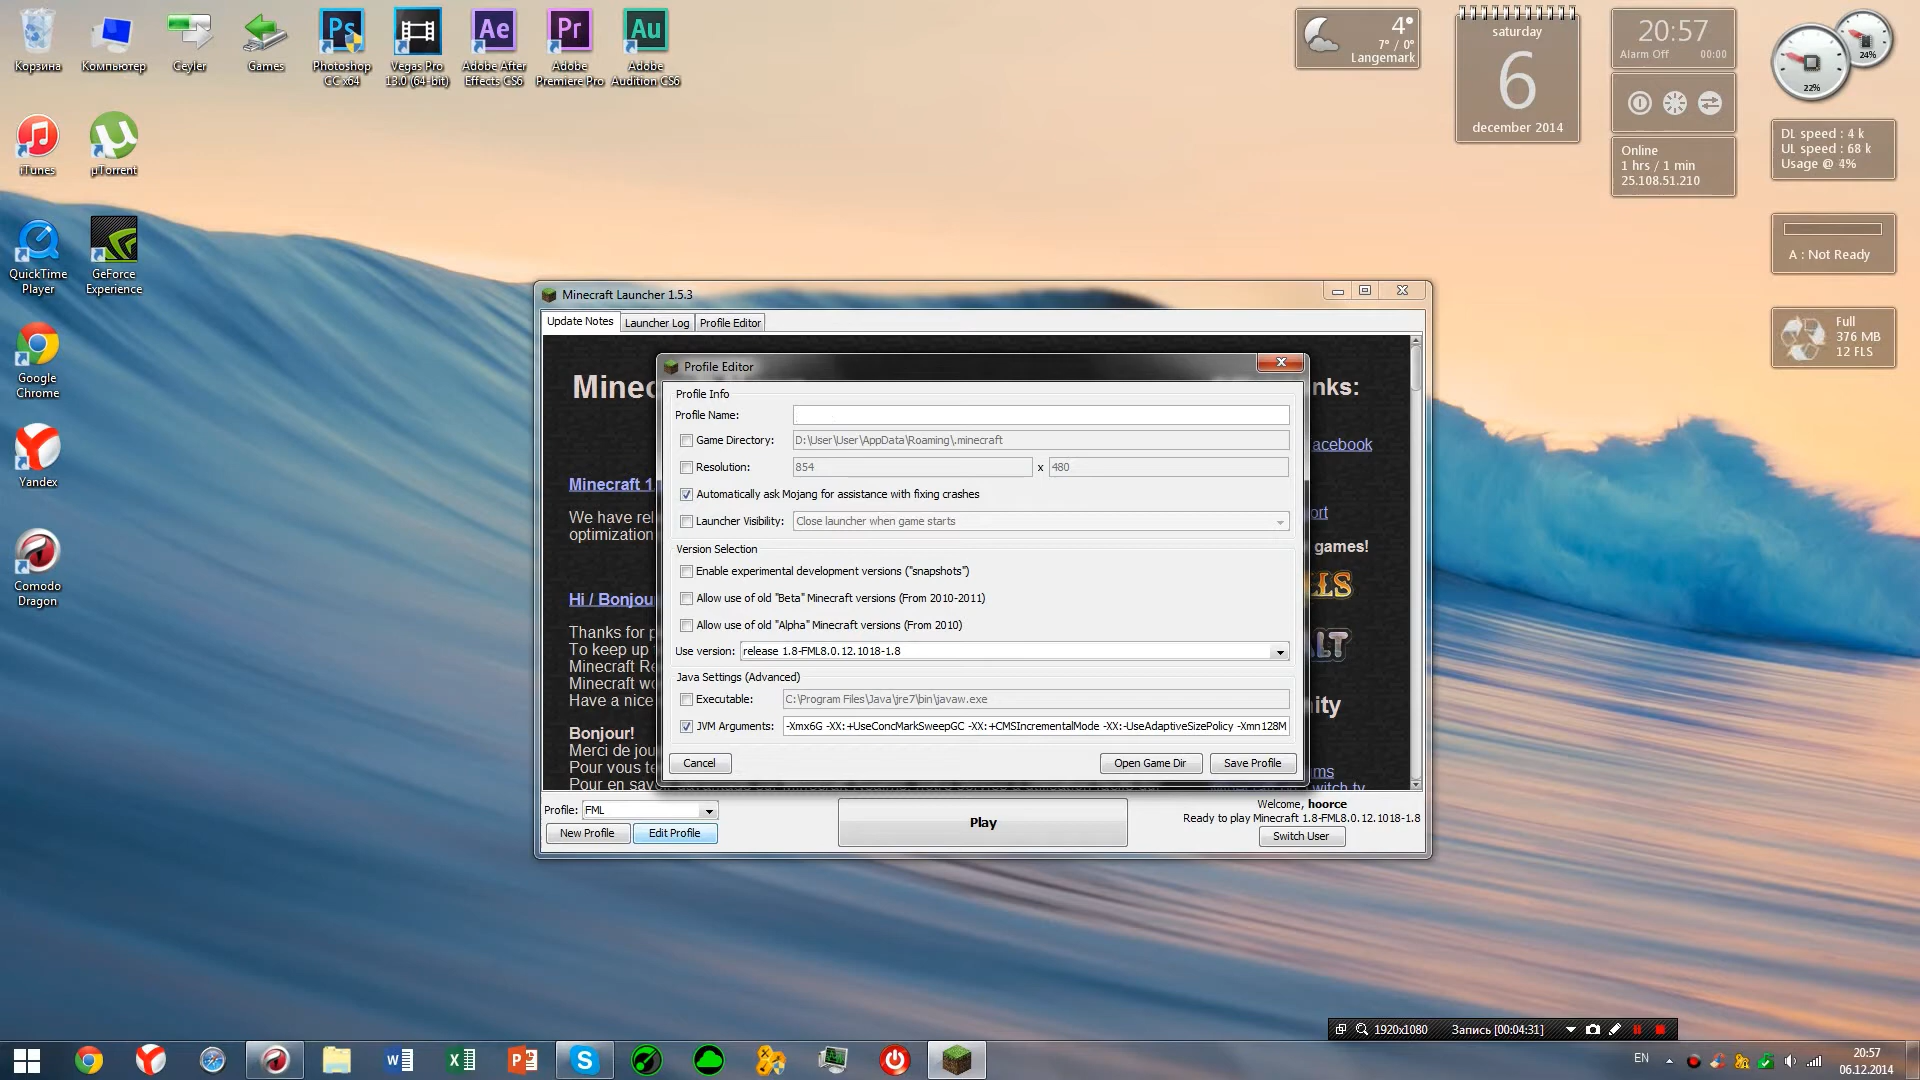 Корзина
Компьютер
Ceyler
Games
Photoshop CC x64
Vegas Pro 13.0 (64-bit)
Adobe After Effects CS6
Adobe Premiere Pro
Adobe Audition CS6
iTunes
µTorrent
QuickTime Player
GeForce Experience
Google Chrome
Yandex
Comodo Dragon
4°
7° / 0°
Langemark
saturday
6
december 2014
20:57
Alarm Off 00:00
Online
1 hrs / 1 min
25.108.51.210
24%
22%
DL speed : 4 k
UL speed : 68 k
Usage @ 4%
A : Not Ready
Full
376 MB
12 FLS
Minecraft Launcher 1.5.3
Update Notes
Launcher Log
Profile Editor
Minec
nks:
acebook
Minecraft 1
We have rel
optimization
ort
games!
Hi / Bonjou
Thanks for p
To keep up
Minecraft Re
Minecraft wo
Have a nice
nity
Bonjour!
Merci de jou
Pour vous te
Pour en sav
ms
witch.tv
Profile Editor
Profile Info
Profile Name:
Game Directory: D:\User\User\AppData\Roaming\.minecraft
Resolution: 854 x 480
Automatically ask Mojang for assistance with fixing crashes
Launcher Visibility: Close launcher when game starts
Version Selection
Enable experimental development versions ("snapshots")
Allow use of old "Beta" Minecraft versions (From 2010-2011)
Allow use of old "Alpha" Minecraft versions (From 2010)
Use version: release 1.8-FML8.0.12.1018-1.8
Java Settings (Advanced)
Executable: C:\Program Files\Java\jre7\bin\javaw.exe
JVM Arguments: -Xmx6G -XX:+UseConcMarkSweepGC -XX:+CMSIncrementalMode -XX:-UseAdaptiveSizePolicy -Xmn128M
Cancel
Open Game Dir
Save Profile
Profile: FML
New Profile
Edit Profile
Play
Welcome, hoorce
Ready to play Minecraft 1.8-FML8.0.12.1018-1.8
Switch User
1920x1080 Запись [00:04:31]
EN
20:57
06.12.2014